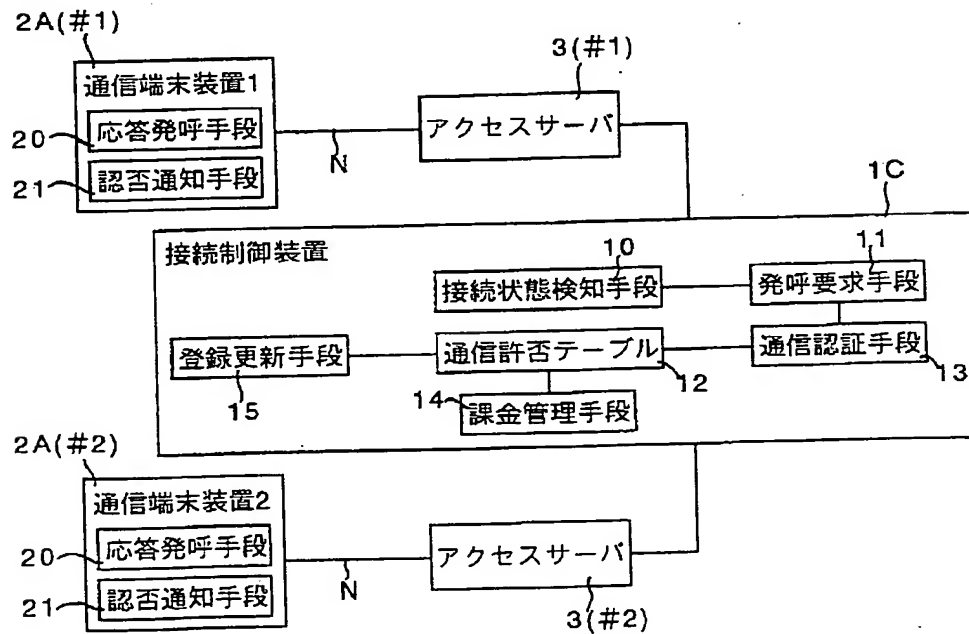 2A(#1)
3(#1)
通信端末装置1
20 応答発呼手段
アクセスサーバ
N
21 認否通知手段
1C
接続制御装置
10
11
接続状態検知手段
発呼要求手段
登録更新手段
通信許否テーブル
通信認証手段
15
12
13
14 課金管理手段
2A(#2)
通信端末装置2
20 応答発呼手段
アクセスサーバ
N
21 認否通知手段
3(#2)